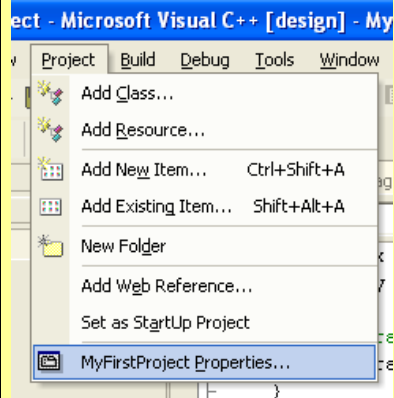 ect - Microsoft Visual C++ [design] - My
Project Build Debug Tools Window
Add Class...
Add Resource...
Add New Item... Ctrl+Shift+A
Add Existing Item... Shift+Alt+A
New Folder
Add Web Reference...
Set as StartUp Project
MyFirstProject Properties...
}